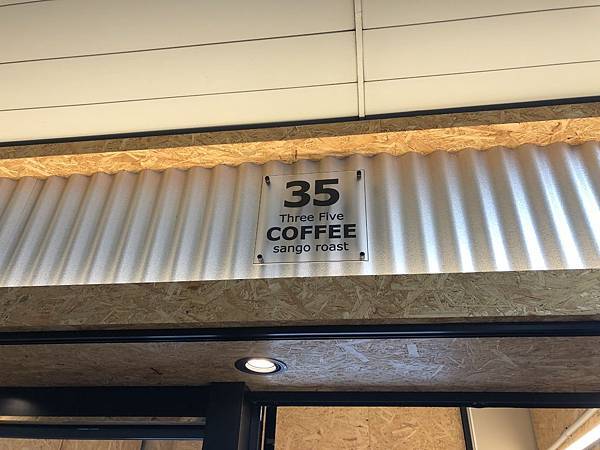 35
Three Five
COFFEE
sango roast